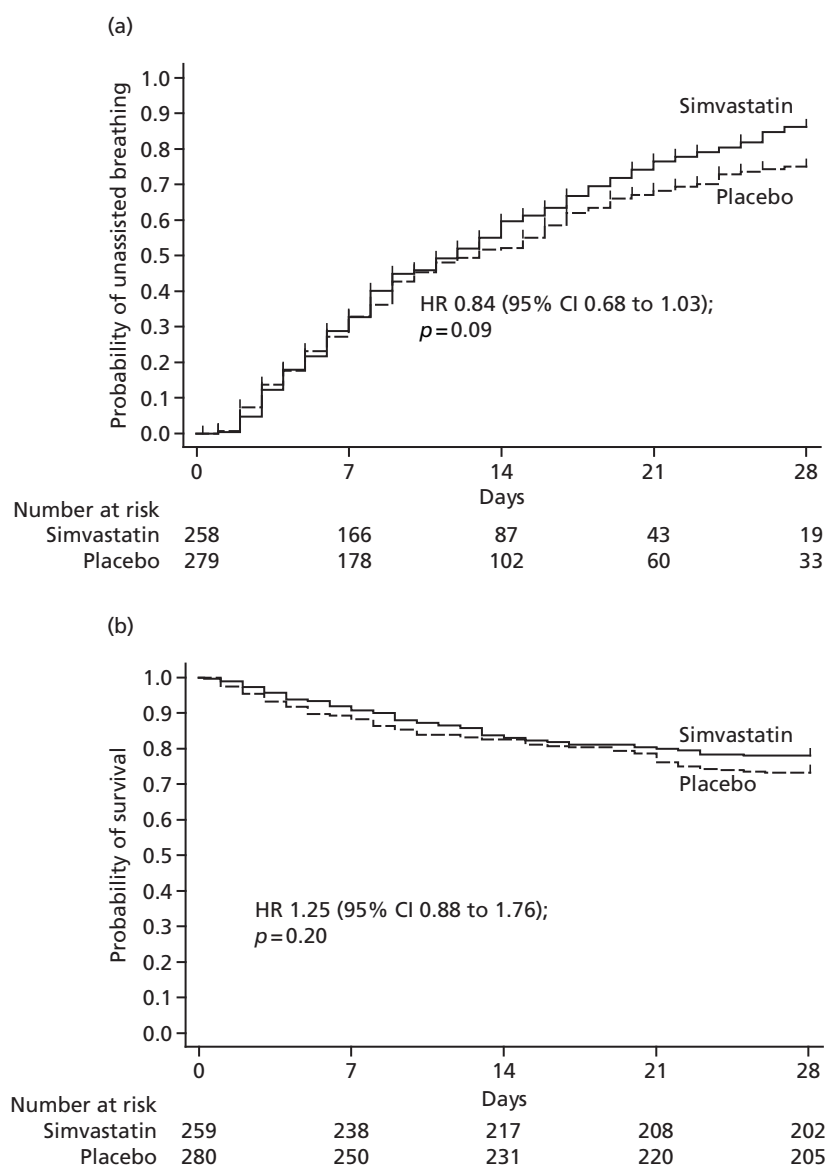 (a)
1.0
0.9
0.8
0.7
0.6
0.5
0.4
0.3
0.2
0.1
0.0
Probability of unassisted breathing
Simvastatin
Placebo
HR 0.84 (95% CI 0.68 to 1.03);
p=0.09
0 7 14 21 28
Days
Number at risk
Simvastatin 258 166 87 43 19
Placebo 279 178 102 60 33
(b)
1.0
0.9
0.8
0.7
0.6
0.5
0.4
0.3
0.2
0.1
0.0
Probability of survival
Simvastatin
Placebo
HR 1.25 (95% CI 0.88 to 1.76);
p=0.20
0 7 14 21 28
Days
Number at risk
Simvastatin 259 238 217 208 202
Placebo 280 250 231 220 205